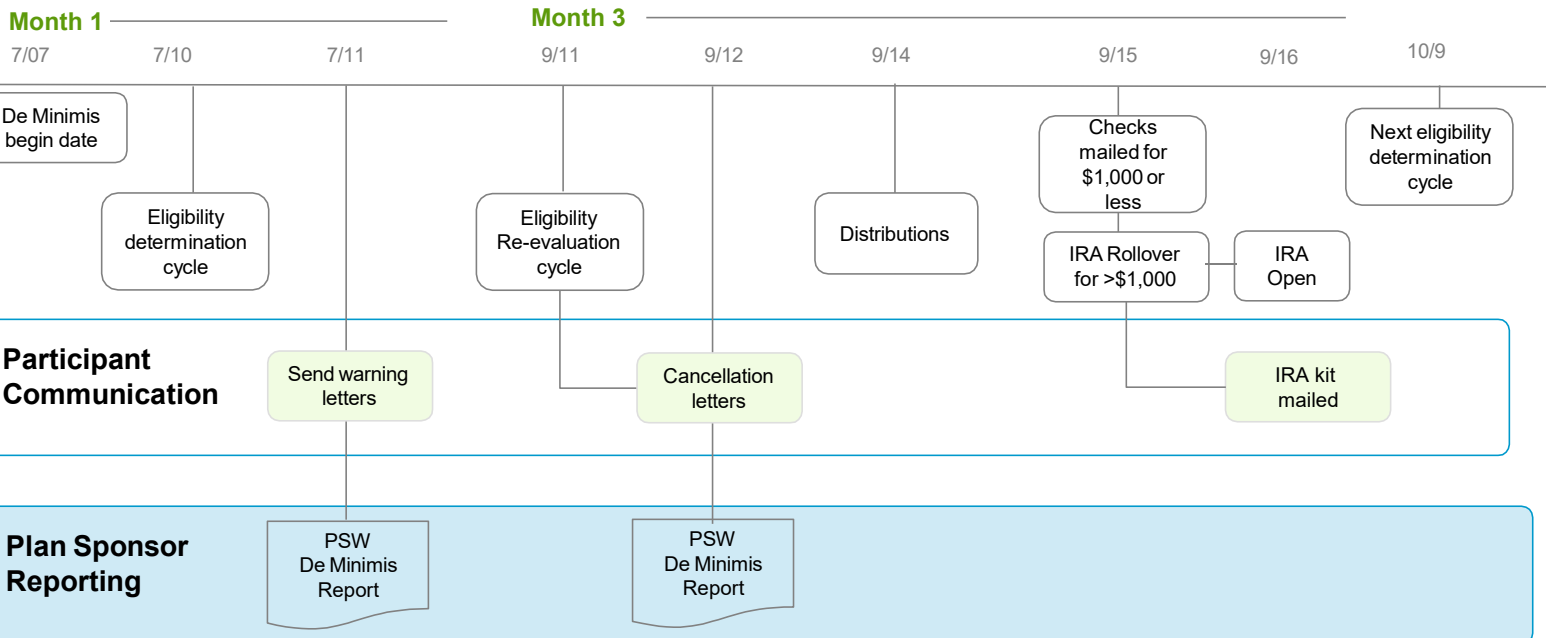 Month 1
Month 3
7/07
7/10
7/11
9/11
9/12
9/14
9/15
9/16
10/9
De Minimis
begin date
Eligibility
determination
cycle
Eligibility
Re-evaluation
cycle
Distributions
Checks
mailed for
$1,000 or
less
IRA Rollover
for >$1,000
IRA
Open
Next eligibility
determination
cycle
Participant
Communication
Send warning
letters
Cancellation
letters
IRA kit
mailed
Plan Sponsor
Reporting
PSW
De Minimis
Report
PSW
De Minimis
Report